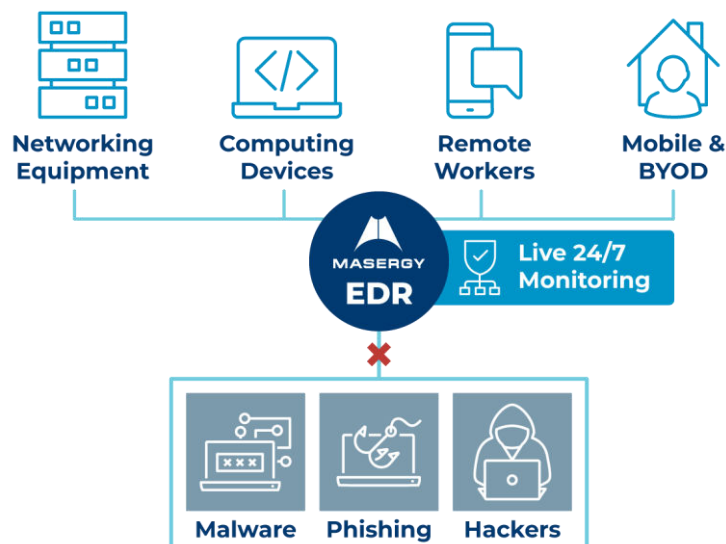 Networking
Equipment
Computing
Devices
Remote
Workers
Mobile &
BYOD
MASERGY
EDR
Live 24/7
Monitoring
×××
Malware
Phishing
Hackers